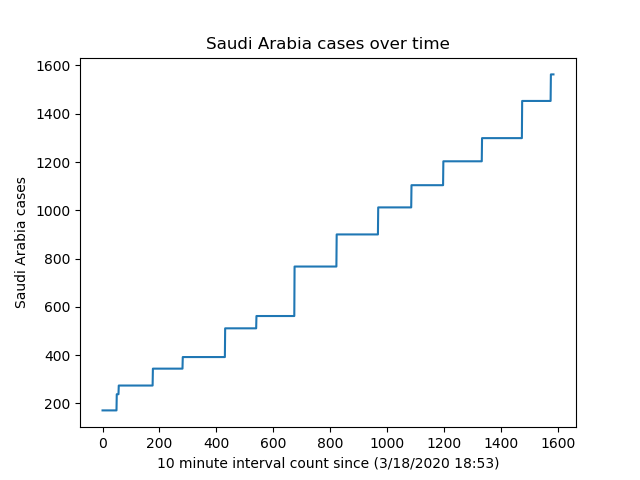 Saudi Arabia cases over time
1600
1400
1200
1000
800
600
400
200
Saudi Arabia cases
0 200 400 600 800 1000 1200 1400 1600
10 minute interval count since (3/18/2020 18:53)